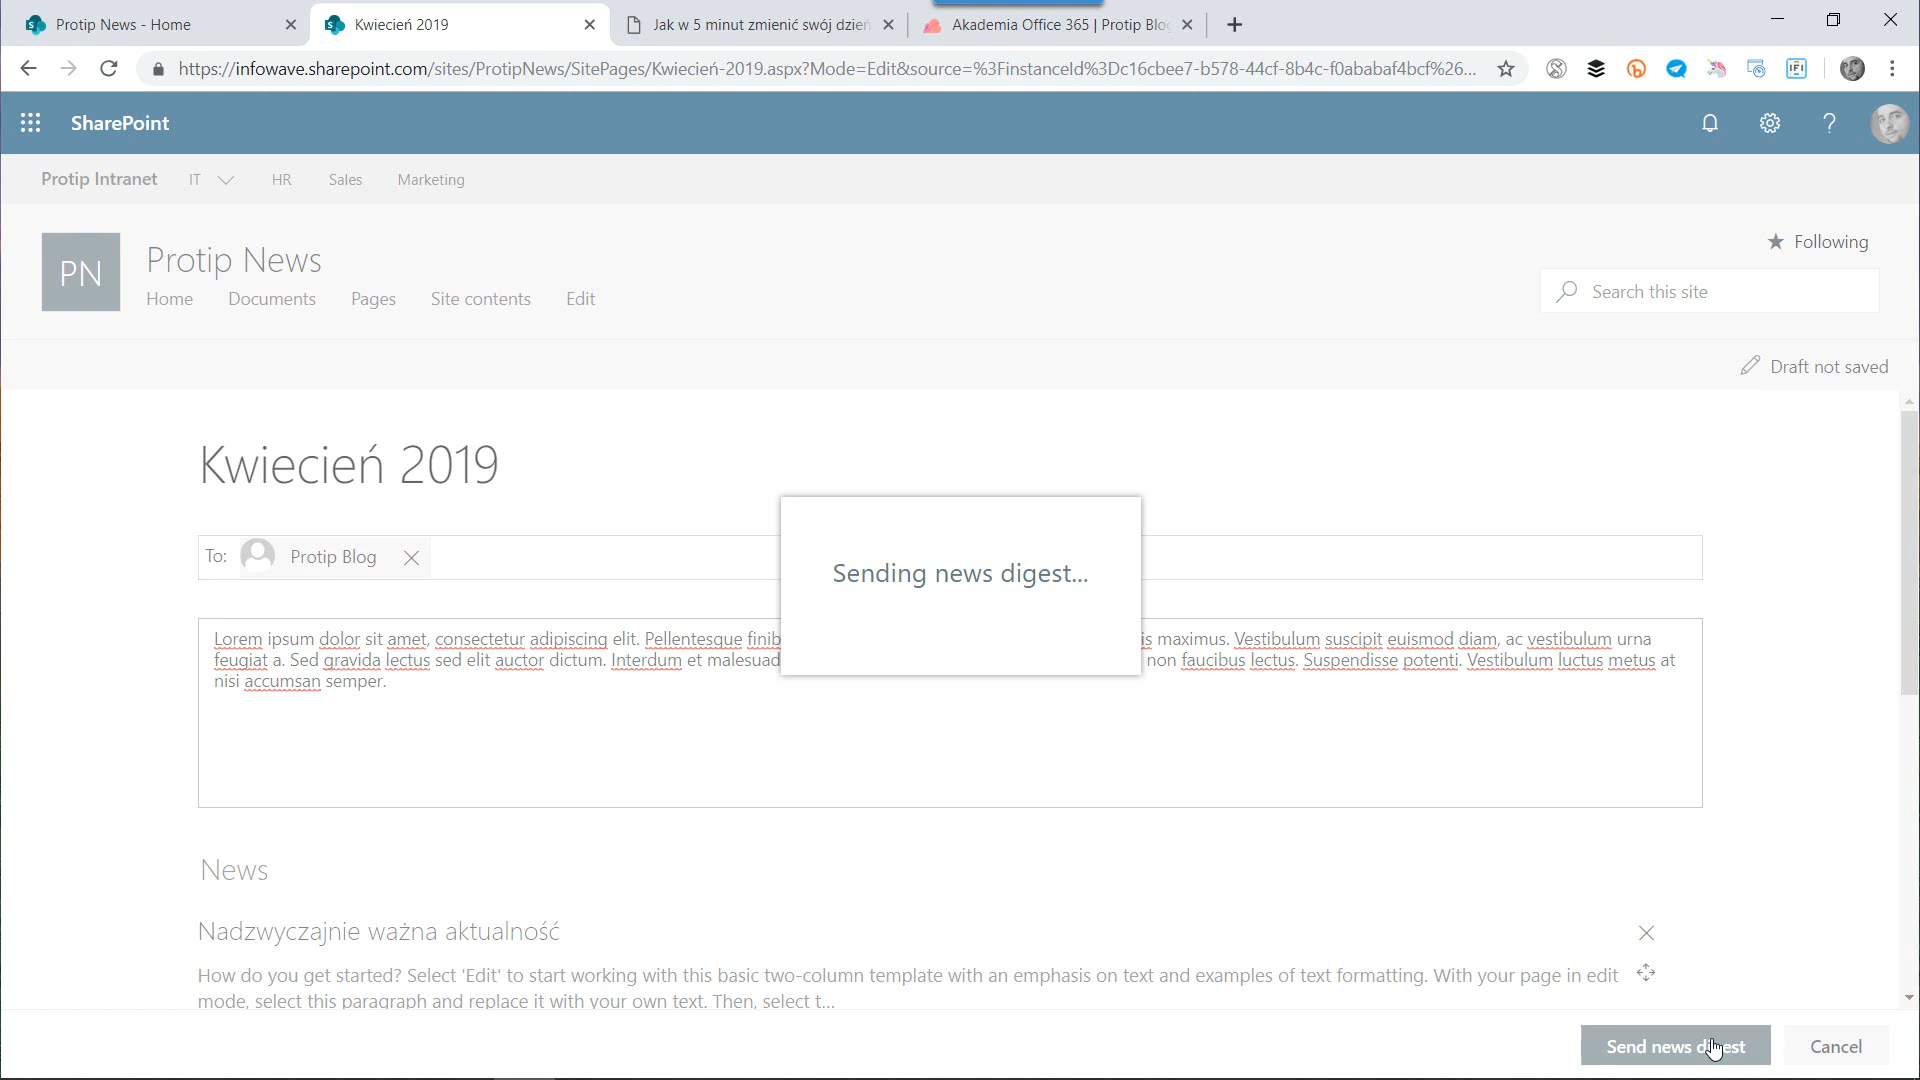 Protip News - Home
Kwiecień 2019
Jak w 5 minut zmienić swój dzień
Akademia Office 365 | Protip Blog
https://infowave.sharepoint.com/sites/ProtipNews/SitePages/Kwiecień-2019.aspx?Mode=Edit&source=%3FinstanceId%3Dc16cbee7-b578-44cf-8b4c-f0ababaf4bcf%26...
SharePoint
Protip Intranet IT HR Sales Marketing
PN
Protip News
Following
Home Documents Pages Site contents Edit
Search this site
Draft not saved
Kwiecień 2019
To: Protip Blog
Sending news digest...
Lorem ipsum dolor sit amet, consectetur adipiscing elit. Pellentesque finib is maximus. Vestibulum suscipit euismod diam, ac vestibulum urna
feugiat a. Sed gravida lectus sed elit auctor dictum. Interdum et malesuad non faucibus lectus. Suspendisse potenti. Vestibulum luctus metus at
nisi accumsan semper.
News
Nadzwyczajnie ważna aktualność
How do you get started? Select 'Edit' to start working with this basic two-column template with an emphasis on text and examples of text formatting. With your page in edit
mode, select this paragraph and replace it with your own text. Then, select t...
Send news digest
Cancel